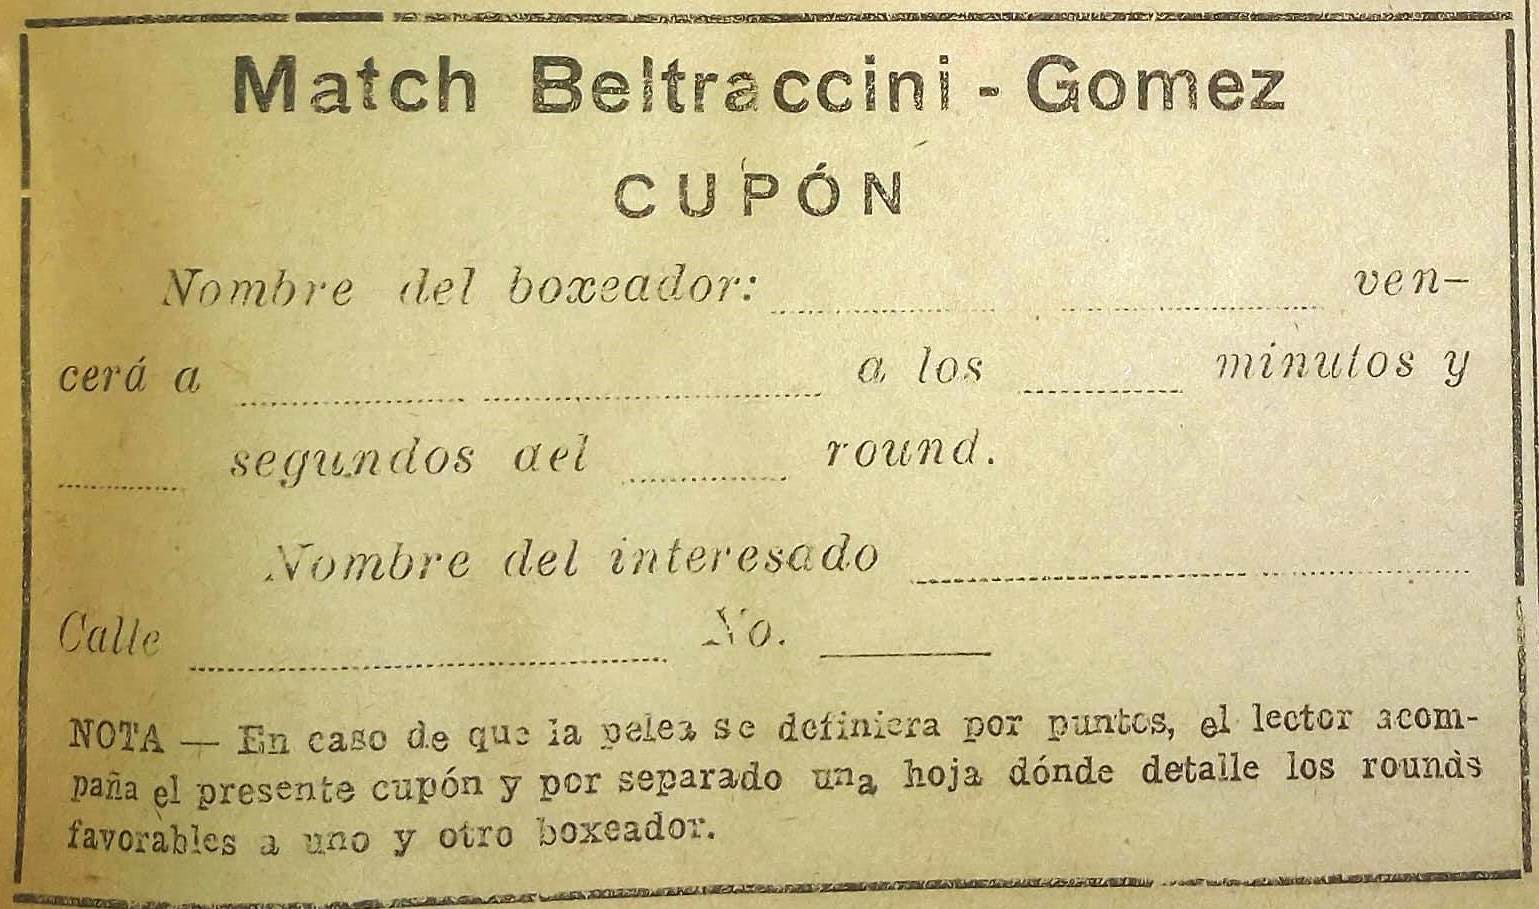 Match Beltraccini - Gomez
CUPÓN
Nombre del boxeador: ven-
cerá a a los minutos y
segundos del round.
Nombre del interesado
Calle No.
NOTA — En caso de que la pelea se definiera por puntos, el lector acom-
paña el presente cupón y por separado una hoja dónde detalle los rounds
favorables a uno y otro boxeador.